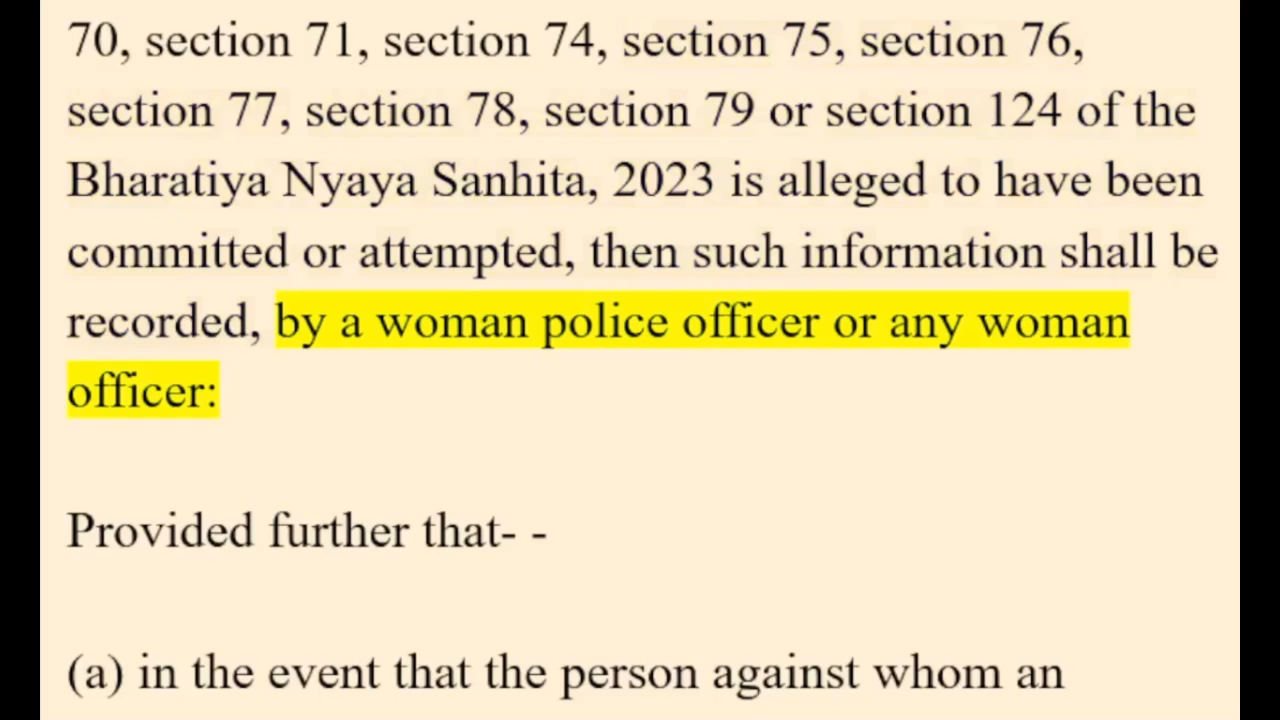 70, section 71, section 74, section 75, section 76,
section 77, section 78, section 79 or section 124 of the
Bharatiya Nyaya Sanhita, 2023 is alleged to have been
committed or attempted, then such information shall be
recorded, by a woman police officer or any woman
officer:
Provided further that- -
(a) in the event that the person against whom an